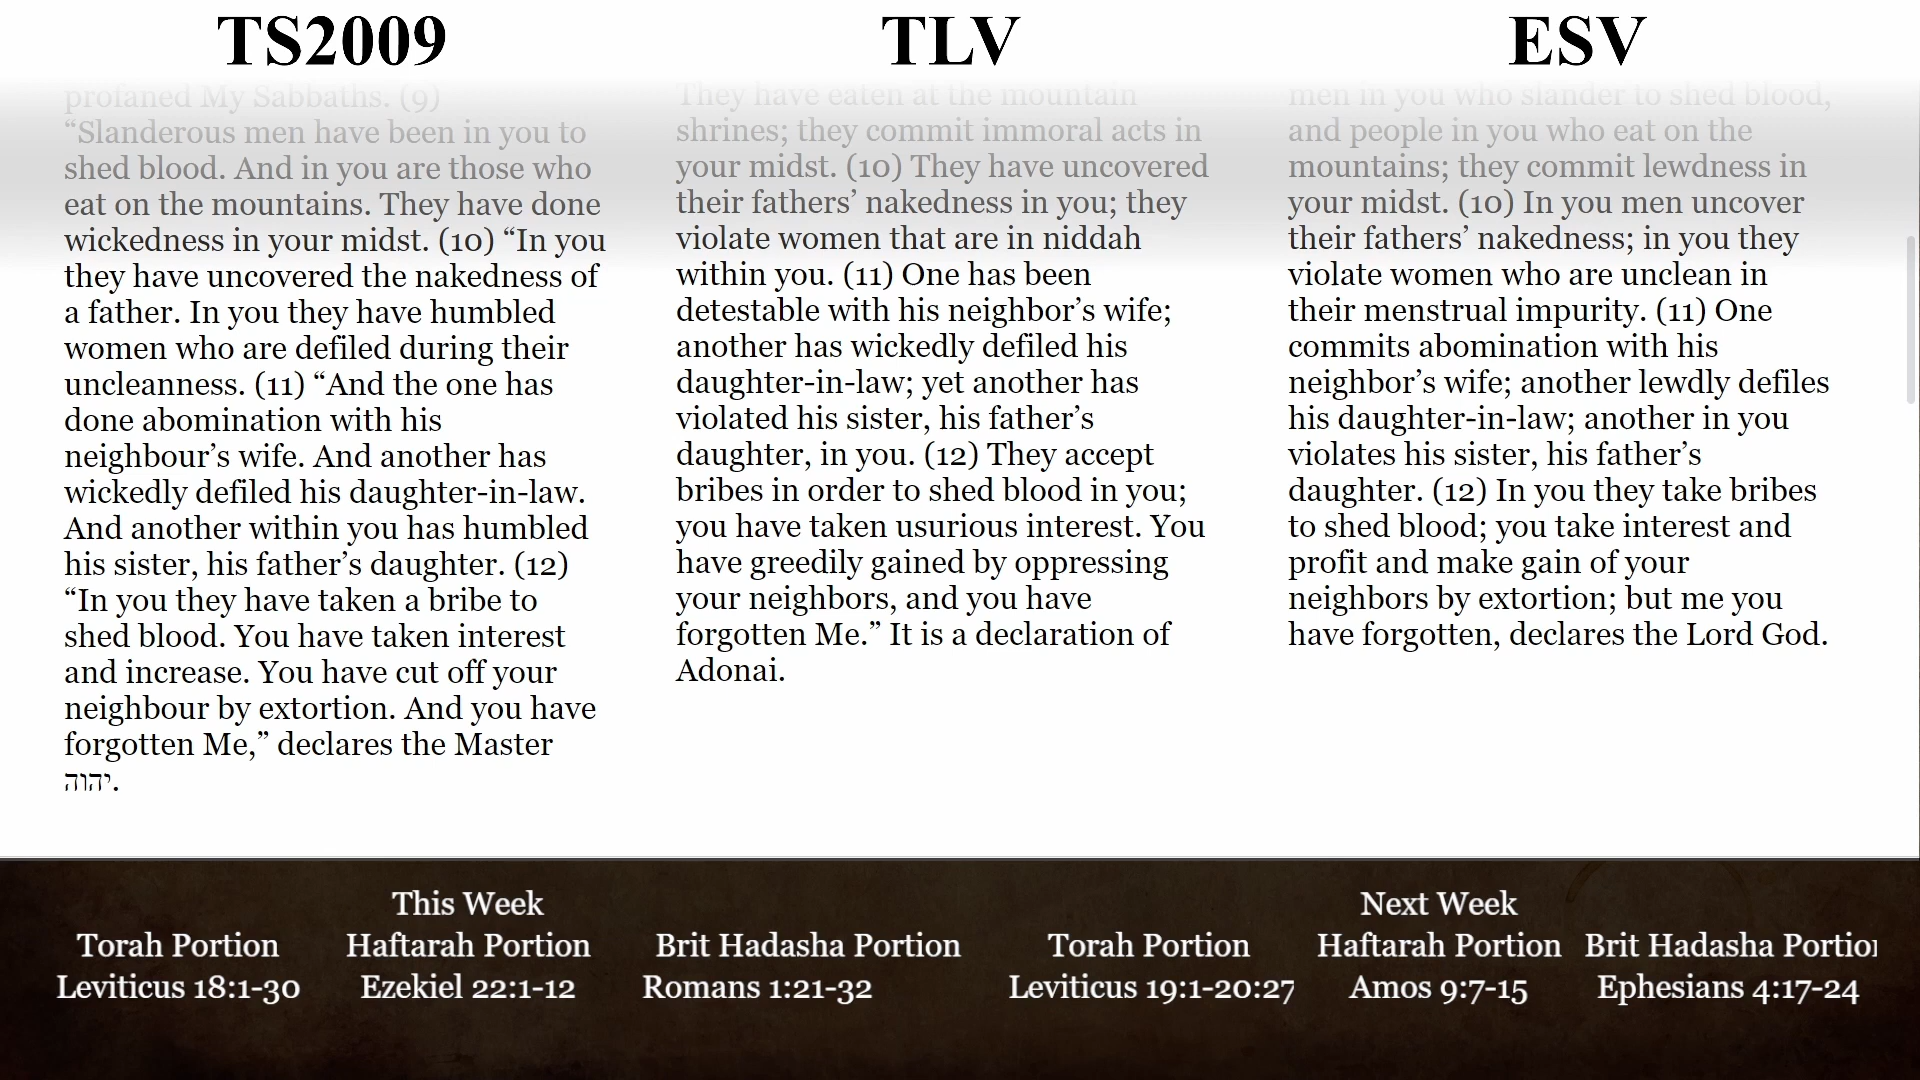 TS2009
profaned My Sabbaths. (9)
“Slanderous men have been in you to
shed blood. And in you are those who
eat on the mountains. They have done
wickedness in your midst. (10) “In you
they have uncovered the nakedness of
a father. In you they have humbled
women who are defiled during their
uncleanness. (11) “And the one has
done abomination with his
neighbour’s wife. And another has
wickedly defiled his daughter-in-law.
And another within you has humbled
his sister, his father’s daughter. (12)
“In you they have taken a bribe to
shed blood. You have taken interest
and increase. You have cut off your
neighbour by extortion. And you have
forgotten Me,” declares the Master
יהוה.
TLV
They have eaten at the mountain
shrines; they commit immoral acts in
your midst. (10) They have uncovered
their fathers’ nakedness in you; they
violate women that are in niddah
within you. (11) One has been
detestable with his neighbor’s wife;
another has wickedly defiled his
daughter-in-law; yet another has
violated his sister, his father’s
daughter, in you. (12) They accept
bribes in order to shed blood in you;
you have taken usurious interest. You
have greedily gained by oppressing
your neighbors, and you have
forgotten Me.” It is a declaration of
Adonai.
ESV
men in you who slander to shed blood,
and people in you who eat on the
mountains; they commit lewdness in
your midst. (10) In you men uncover
their fathers’ nakedness; in you they
violate women who are unclean in
their menstrual impurity. (11) One
commits abomination with his
neighbor’s wife; another lewdly defiles
his daughter-in-law; another in you
violates his sister, his father’s
daughter. (12) In you they take bribes
to shed blood; you take interest and
profit and make gain of your
neighbors by extortion; but me you
have forgotten, declares the Lord God.
This Week
Torah Portion Haftarah Portion Brit Hadasha Portion
Leviticus 18:1-30 Ezekiel 22:1-12 Romans 1:21-32
Next Week
Torah Portion Haftarah Portion Brit Hadasha Portion
Leviticus 19:1-20:27 Amos 9:7-15 Ephesians 4:17-24